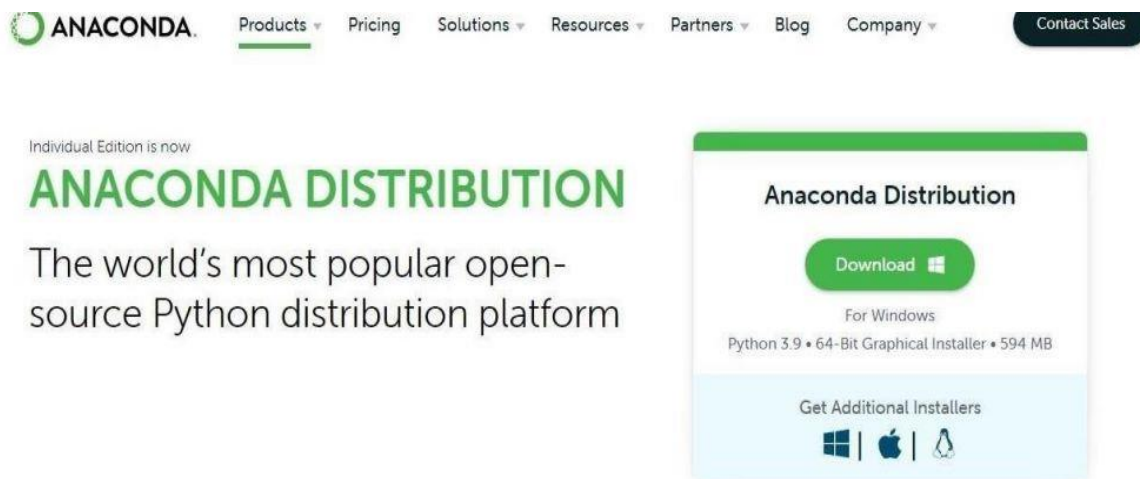 ANACONDA.
Products Pricing Solutions Resources Partners Blog Company Contact Sales
Individual Edition is now
ANACONDA DISTRIBUTION
The world's most popular open-
source Python distribution platform
Anaconda Distribution
Download
For Windows
Python 3.9 • 64-Bit Graphical Installer • 594 MB
Get Additional Installers